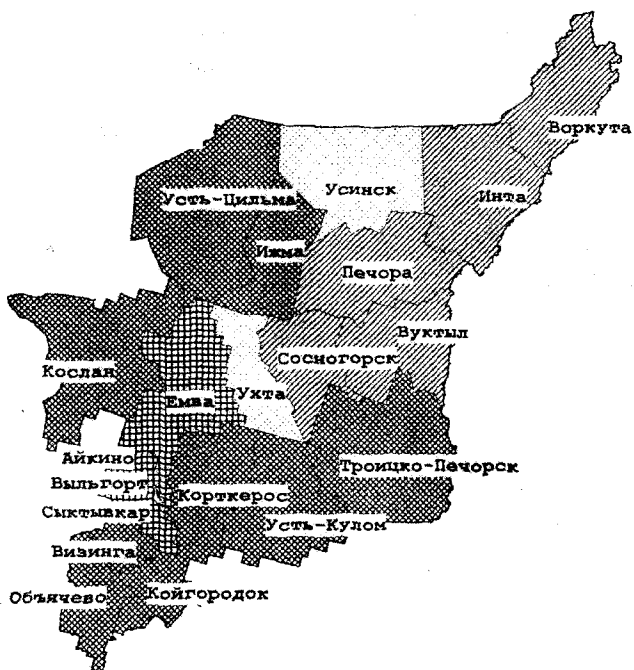 Воркута
Усть-Цильма
Усинск
Инта
Ижма
Печора
Вуктыл
Сосногорск
Кослан
Емва
Ухта
Айкино
Троицко-Печорск
Выльгорт
Корткерос
Сыктывкар
Усть-Кулом
Визинга
Объячево
Койгородок